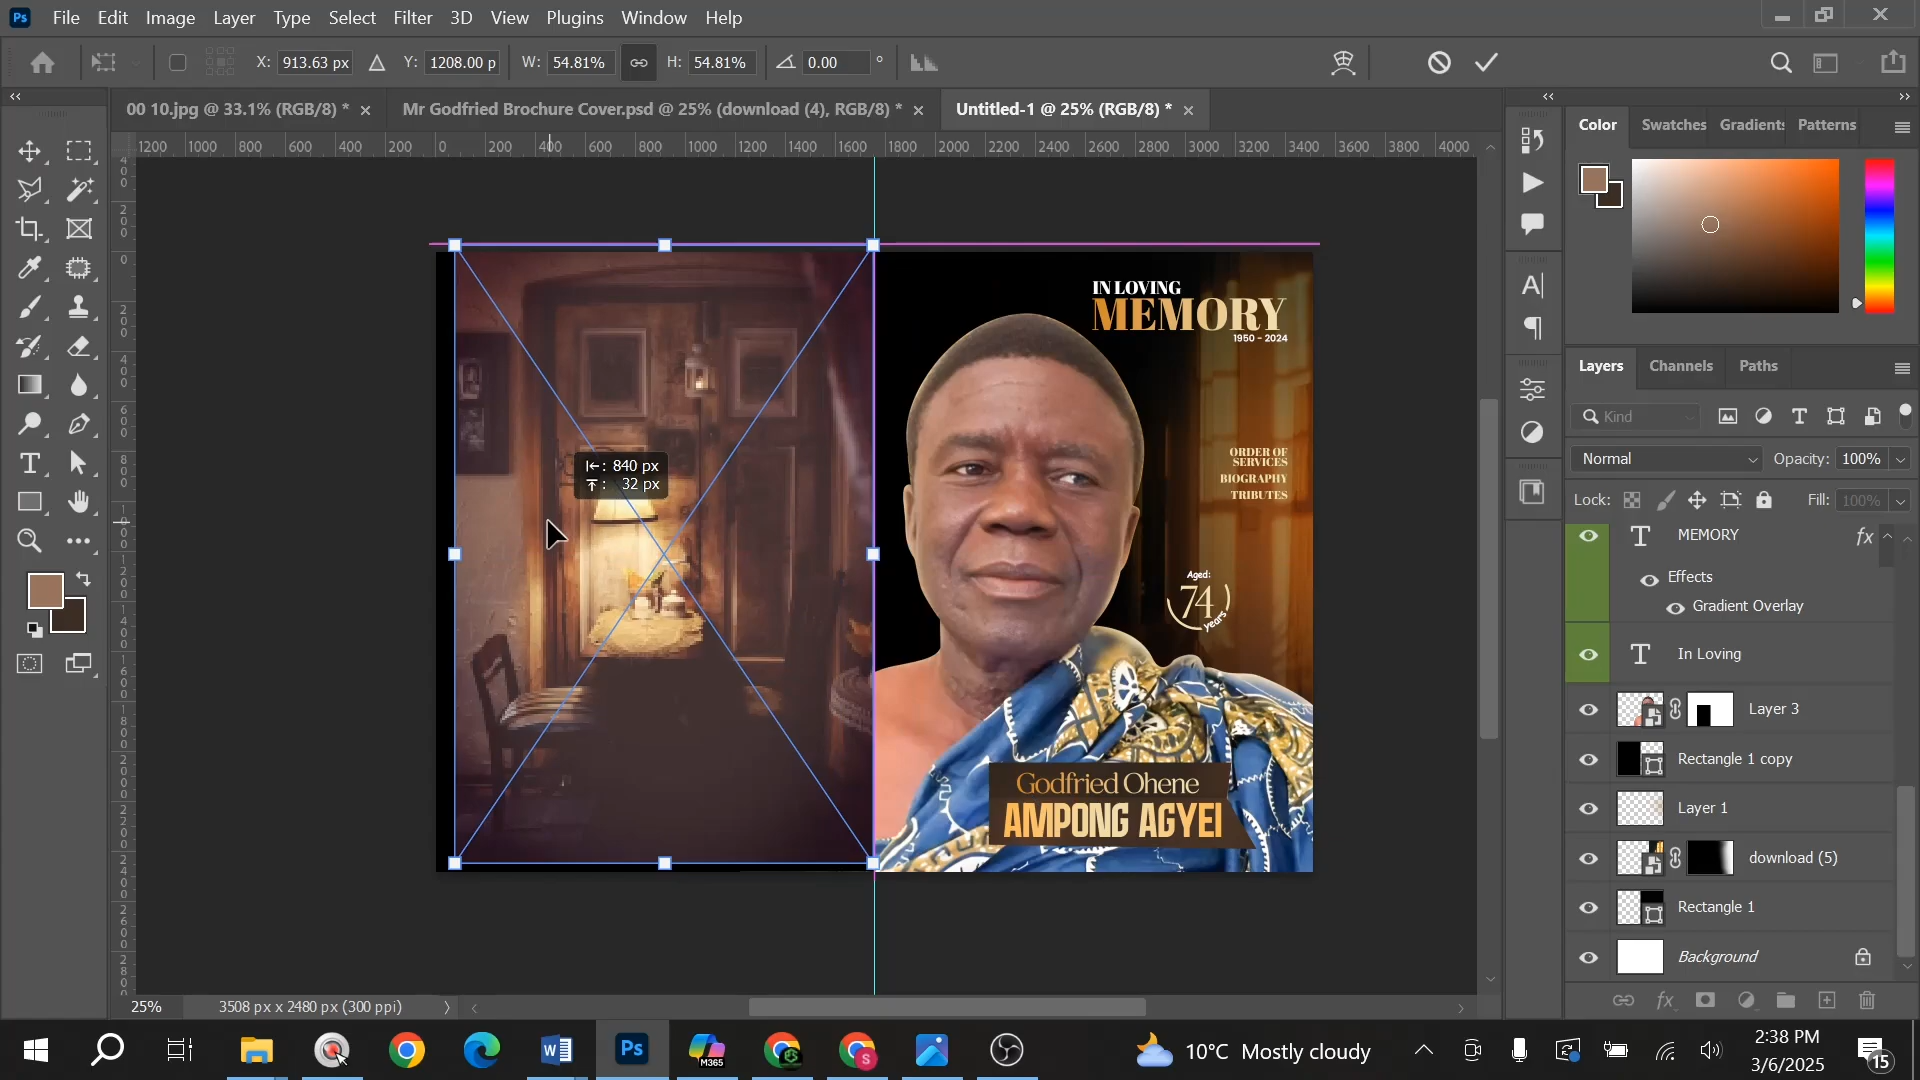 Ps File Edit Image Layer Type Select Filter 3D View Plugins Window Help
X: 913.63 px Y: 1208.00 p W: 54.81% H: 54.81% 0.00 °
00 10.jpg @ 33.1% (RGB/8) * Mr Godfried Brochure Cover.psd @ 25% (download (4), RGB/8) * Untitled-1 @ 25% (RGB/8) *
1200 1000 800 600 400 200 0 200 400 600 800 1000 1200 1400 1600 1800 2000 2200 2400 2600 2800 3000 3200 3400 3600 3800 4000
Color Swatches Gradients Patterns
IN LOVING
MEMORY
1950 - 2024
ORDER OF
SERVICES
BIOGRAPHY
TRIBUTES
: 840 px
: 32 px
Aged:
74
years
Godfried Ohene
AMPONG AGYEI
Layers Channels Paths
Kind
Normal Opacity: 100%
Lock: Fill: 100%
MEMORY fx
Effects
Gradient Overlay
In Loving
Layer 3
Rectangle 1 copy
Layer 1
download (5)
Rectangle 1
Background
25% 3508 px x 2480 px (300 ppi)
M365
10°C Mostly cloudy
2:38 PM
3/6/2025
15